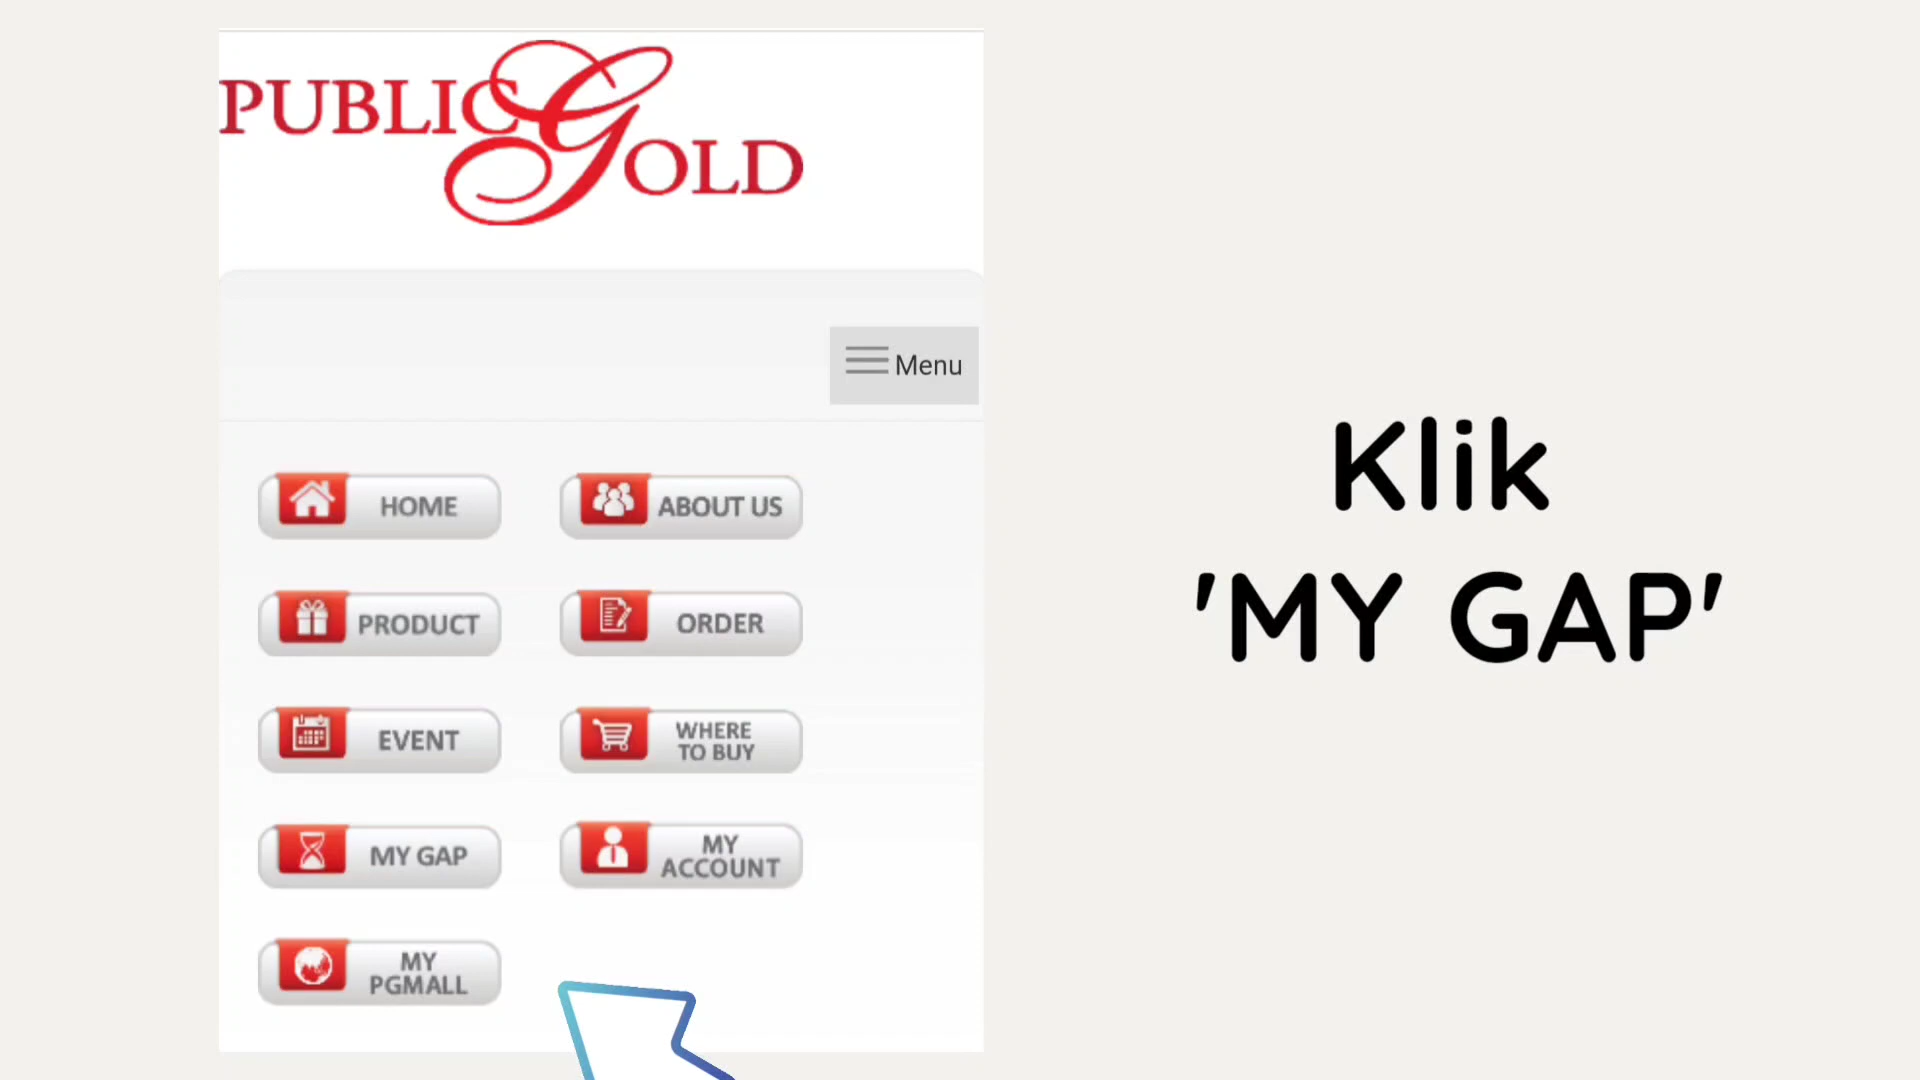 PUBLIC GOLD
Menu
HOME
ABOUT US
PRODUCT
ORDER
EVENT
WHERE
TO BUY
MY GAP
MY
ACCOUNT
MY
PGMALL
Klik
'MY GAP'